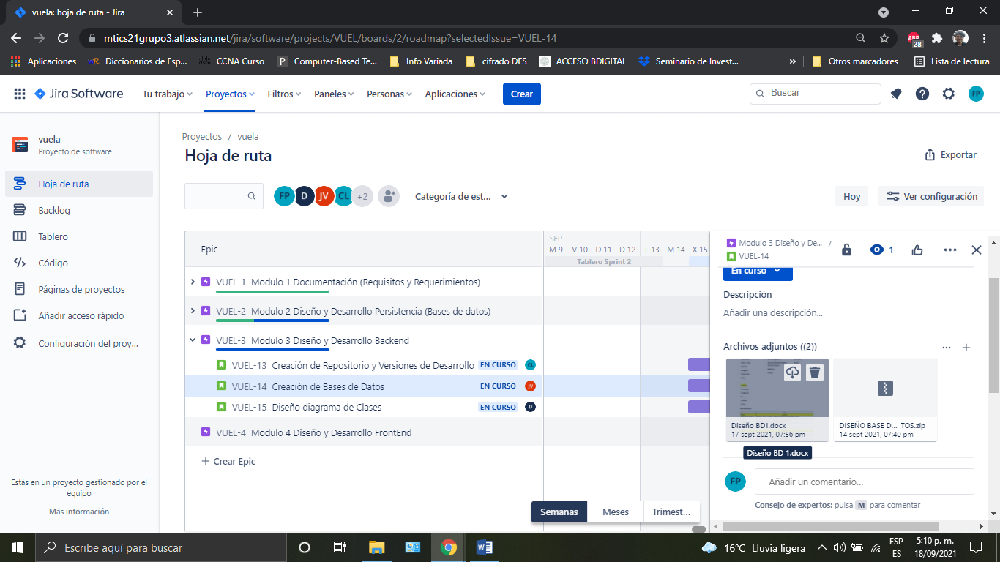 vuela: hoja de ruta - Jira
mtics21grupo3.atlassian.net/jira/software/projects/VUEL/boards/2/roadmap?selectedIssue=VUEL-14
ABP
28
Aplicaciones
Diccionarios de Esp...
CCNA Curso
Computer-Based Te...
Info Variada
cifrado DES
ACCESO BDIGITAL
Seminario de Invest...
»
Otros marcadores
Lista de lectura
Jira Software
Tu trabajo
Proyectos
Filtros
Paneles
Personas
Aplicaciones
Crear
Buscar
FP
vuela
Proyecto de software
Hoja de ruta
Backlog
Tablero
Código
Páginas de proyectos
Añadir acceso rápido
Configuración del proy...
Estás en un proyecto gestionado por el
equipo
Más información
Proyectos / vuela
Hoja de ruta
Exportar
FP D JV CL +2
Categoría de est...
Hoy
Ver configuración
Epic
SEP
M 9 V 10 D 11 D 12 L 13 M 14 X 15
Tablero Sprint 2
VUEL-1 Modulo 1 Documentación (Requisitos y Requerimientos)
VUEL-2 Modulo 2 Diseño y Desarrollo Persistencia (Bases de datos)
VUEL-3 Modulo 3 Diseño y Desarrollo Backend
VUEL-13 Creación de Repositorio y Versiones de Desarrollo EN CURSO CL
VUEL-14 Creación de Bases de Datos EN CURSO JV
VUEL-15 Diseño diagrama de Clases EN CURSO D
VUEL-4 Modulo 4 Diseño y Desarrollo FrontEnd
+ Crear Epic
Semanas
Meses
Trimest...
Modulo 3 Diseño y De... /
VUEL-14
1
En curso
Descripción
Añadir una descripción...
Archivos adjuntos ((2))
Diseño BD1.docx
17 sept 2021, 07:56 pm
DISEÑO BASE D... TOS.zip
14 sept 2021, 07:40 pm
Diseño BD 1.docx
FP
Añadir un comentario...
Consejo de expertos: pulsa M para comentar
Escribe aquí para buscar
16°C Lluvia ligera
ESP
ES
5:10 p. m.
18/09/2021